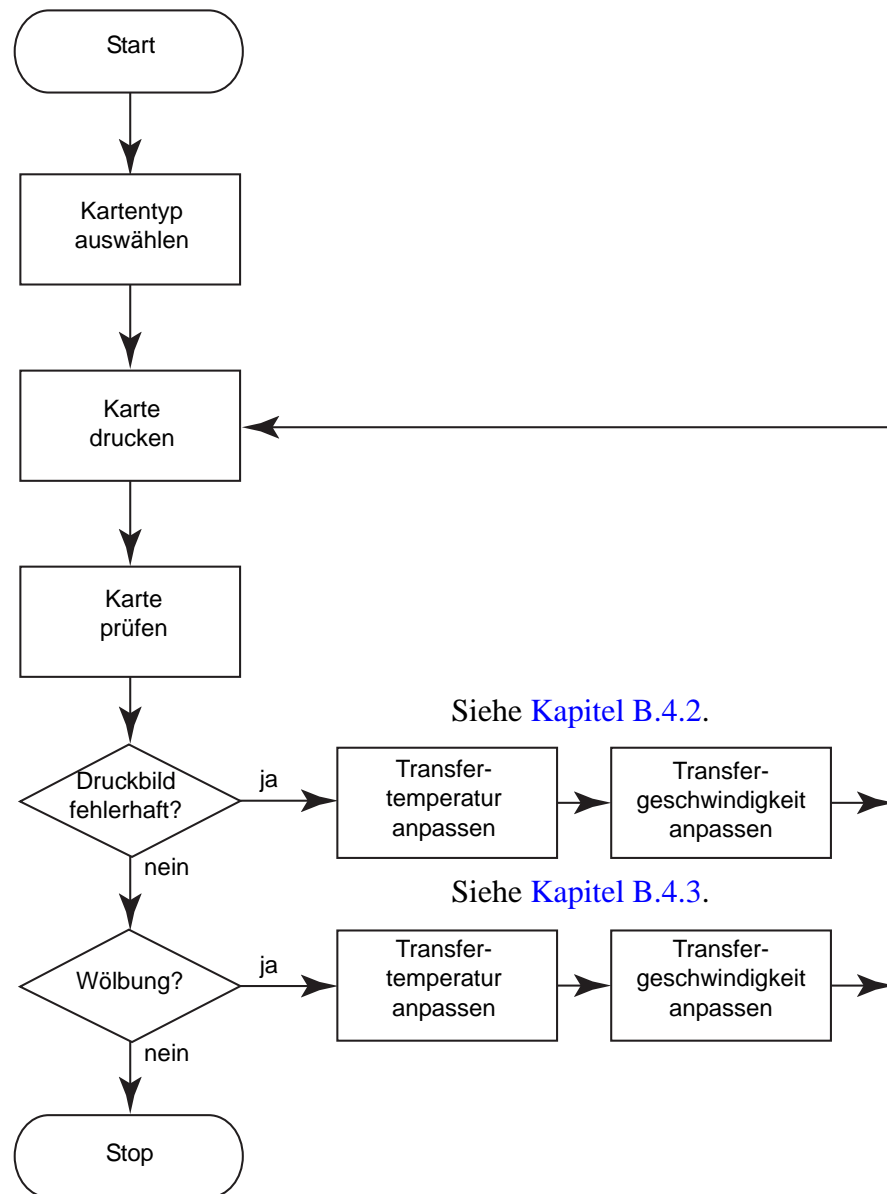 Start
Kartentyp
auswählen
Karte
drucken
Karte
prüfen
Siehe Kapitel B.4.2.
Druckbild
fehlerhaft?
ja
Transfer-
temperatur
anpassen
Transfer-
geschwindigkeit
anpassen
nein
Siehe Kapitel B.4.3.
Wölbung?
ja
Transfer-
temperatur
anpassen
Transfer-
geschwindigkeit
anpassen
nein
Stop